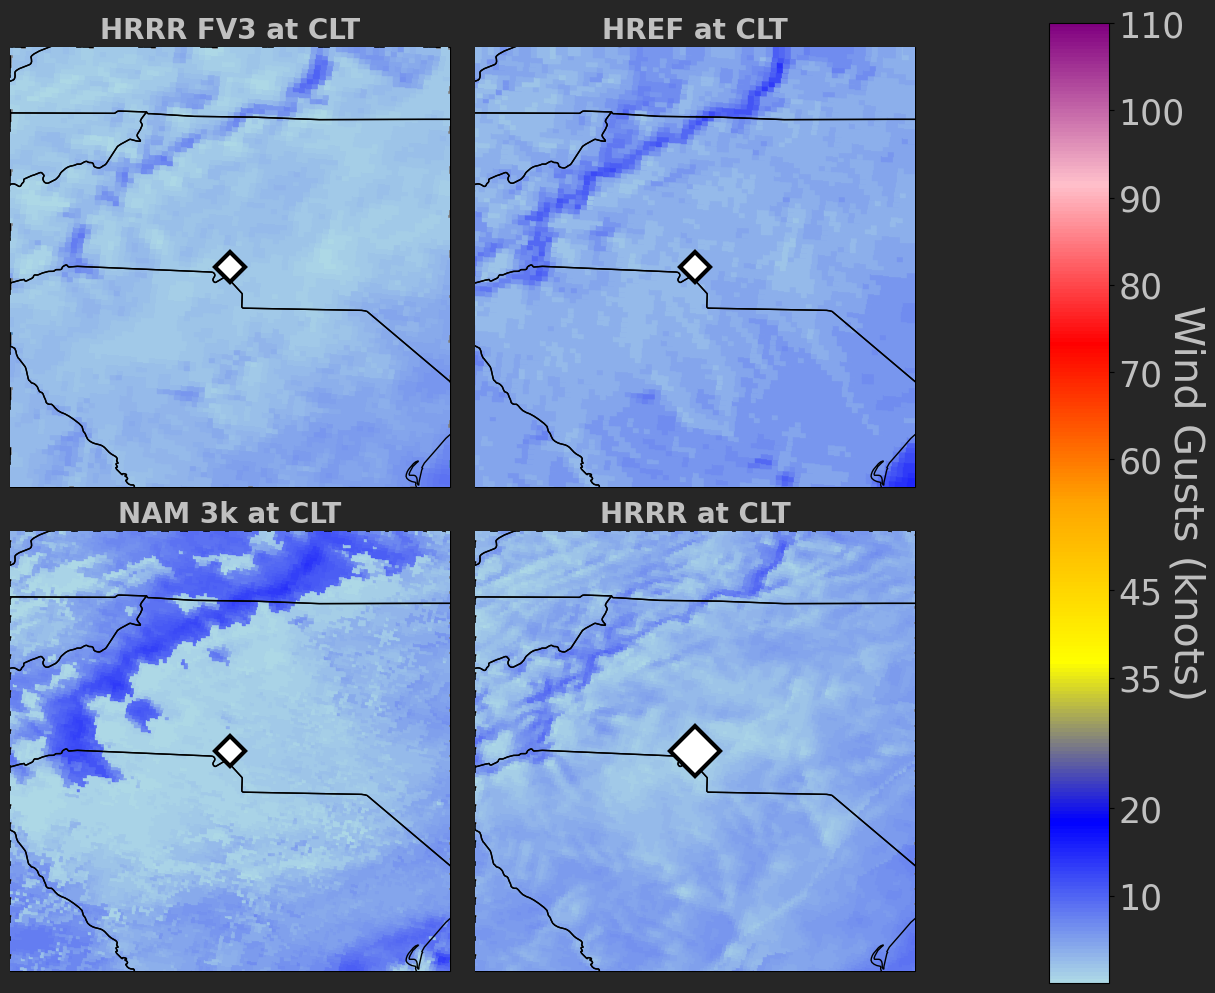 HRRR FV3 at CLT
HREF at CLT
NAM 3k at CLT
HRRR at CLT
110
100
90
80
70
60
45
35
20
10
Wind Gusts (knots)